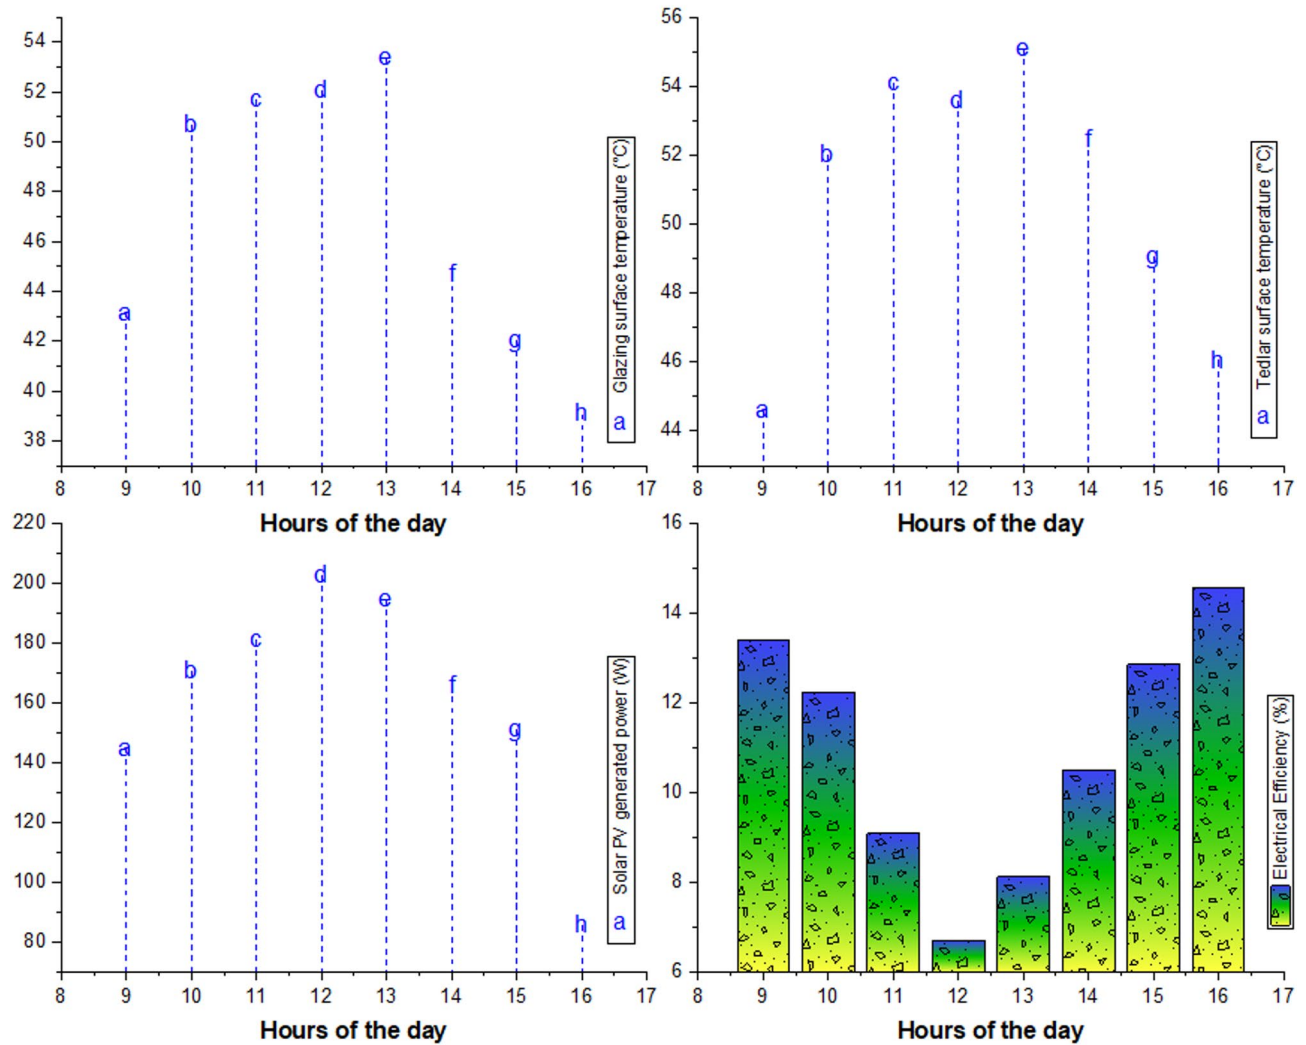 54
52
50
48
46
44
42
40
38
a
b
c
d
e
f
g
h
a Glazing surface temperature (°C)
8 9 10 11 12 13 14 15 16 17
Hours of the day
56
54
52
50
48
46
44
a
b
c
d
e
f
g
h
a Tedlar surface temperature (°C)
8 9 10 11 12 13 14 15 16 17
Hours of the day
220
200
180
160
140
120
100
80
a
b
c
d
e
f
g
h
a Solar PV generated power (W)
8 9 10 11 12 13 14 15 16 17
Hours of the day
16
14
12
10
8
6
Electrical Efficiency (%)
8 9 10 11 12 13 14 15 16 17
Hours of the day